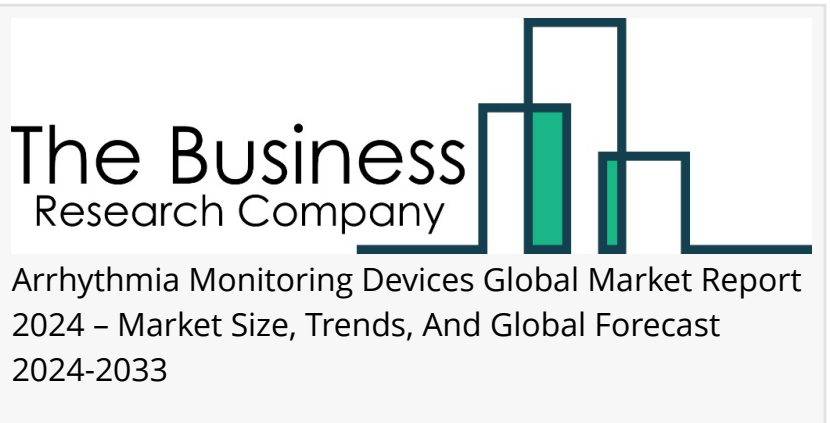 The Business
Research Company
Arrhythmia Monitoring Devices Global Market Report
2024 – Market Size, Trends, And Global Forecast
2024-2033